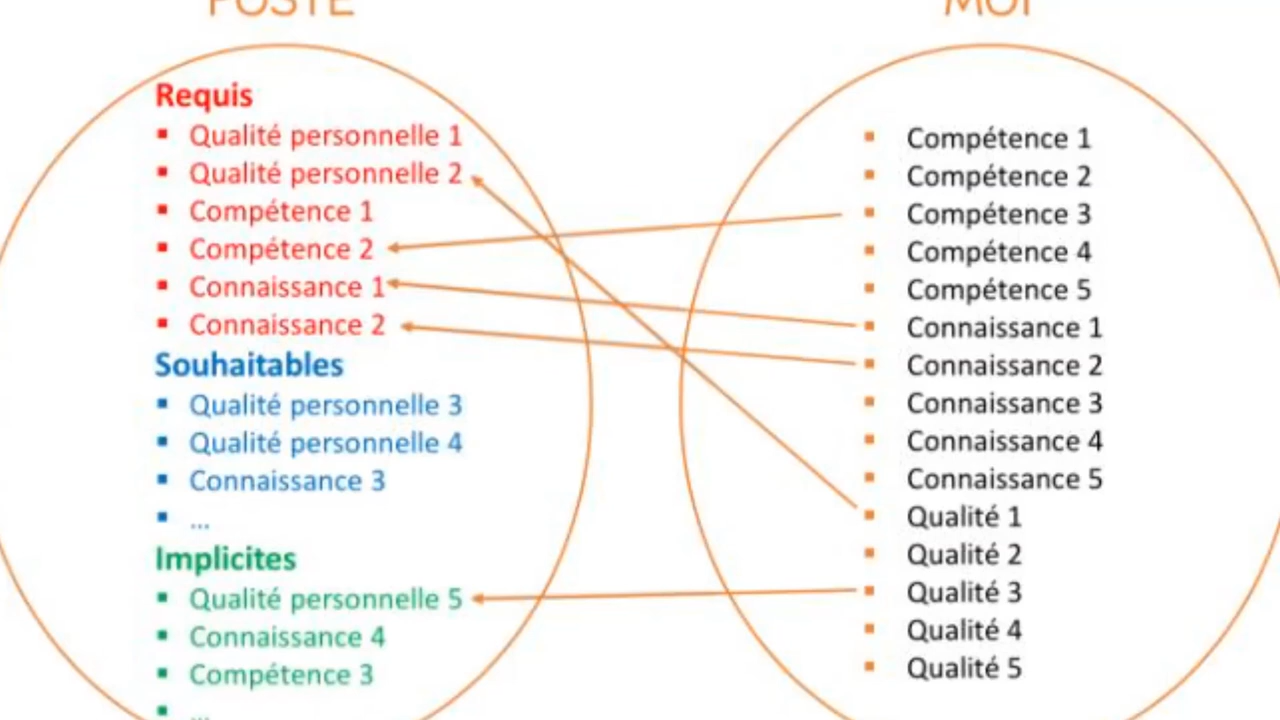 POSTE
Requis
Qualité personnelle 1
Qualité personnelle 2
Compétence 1
Compétence 2
Connaissance 1
Connaissance 2
Souhaitables
Qualité personnelle 3
Qualité personnelle 4
Connaissance 3
...
Implicites
Qualité personnelle 5
Connaissance 4
Compétence 3
...
MOI
Compétence 1
Compétence 2
Compétence 3
Compétence 4
Compétence 5
Connaissance 1
Connaissance 2
Connaissance 3
Connaissance 4
Connaissance 5
Qualité 1
Qualité 2
Qualité 3
Qualité 4
Qualité 5